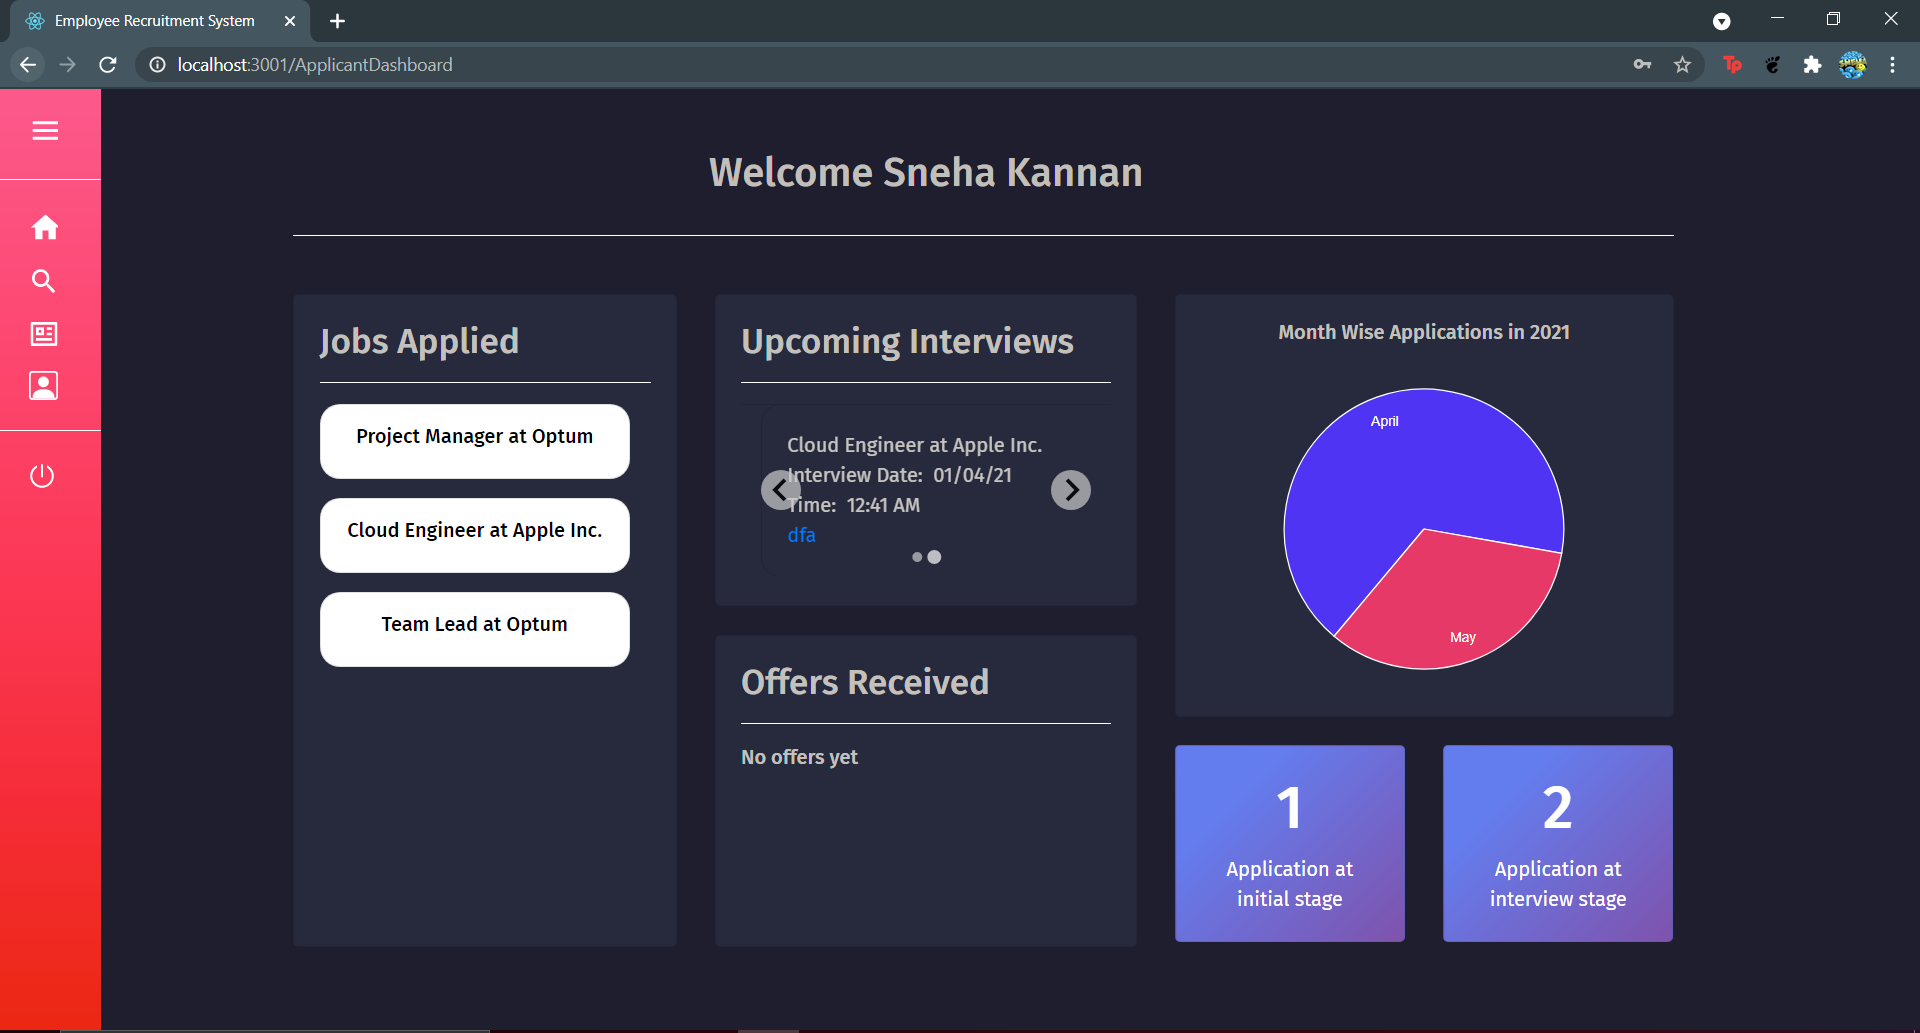 Employee Recruitment System
localhost:3001/ApplicantDashboard
Tp
Welcome Sneha Kannan
Jobs Applied
Project Manager at Optum
Cloud Engineer at Apple Inc.
Team Lead at Optum
Upcoming Interviews
Cloud Engineer at Apple Inc.
Interview Date: 01/04/21
Time: 12:41 AM
dfa
Offers Received
No offers yet
Month Wise Applications in 2021
April
May
1
Application at
initial stage
2
Application at
interview stage